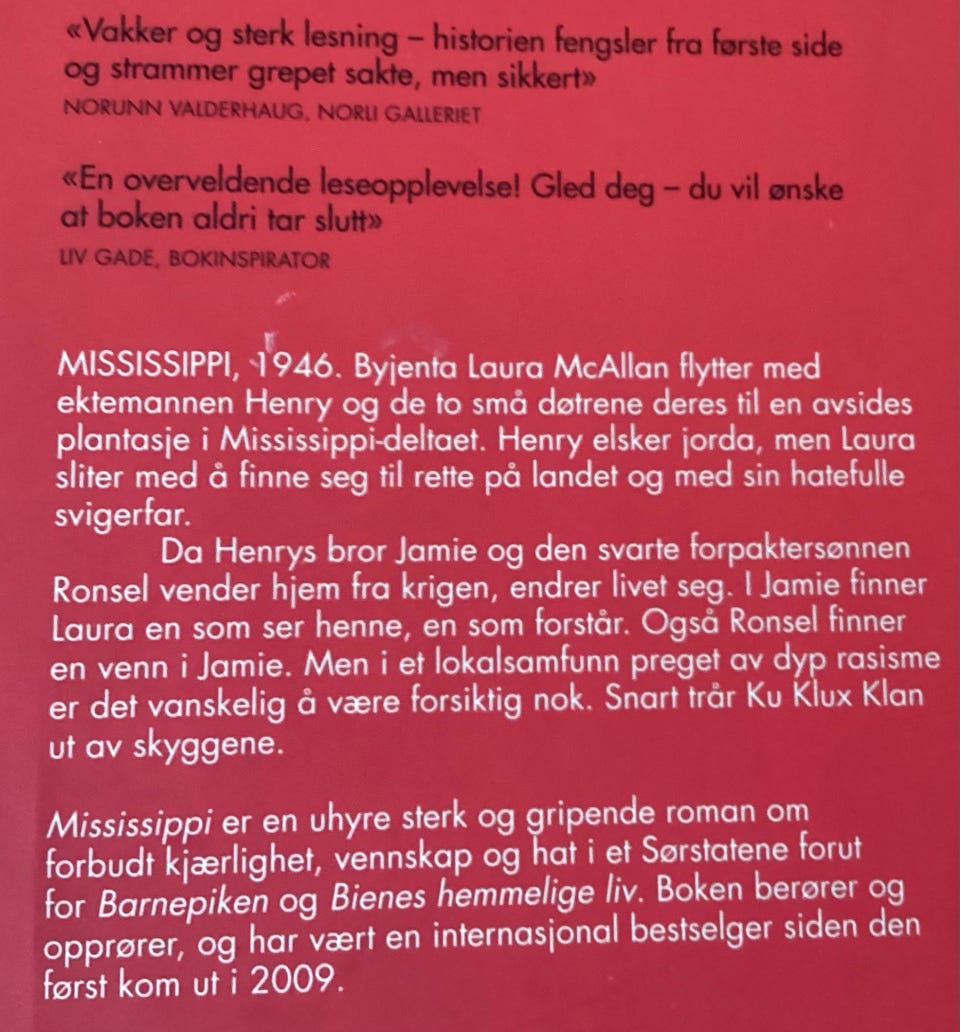 «Vakker og sterk lesning – historien fengsler fra første side
og strammer grepet sakte, men sikkert»
NORUNN VALDERHAUG, NORLI GALLERIET
«En overveldende leseopplevelse! Gled deg – du vil ønske
at boken aldri tar slutt»
LIV GADE, BOKINSPIRATOR
MISSISSIPPI, 1946. Byjenta Laura McAllan flytter med
ektemannen Henry og de to små døtrene deres til en avsides
plantasje i Mississippi-deltaet. Henry elsker jorda, men Laura
sliter med å finne seg til rette på landet og med sin hatefulle
svigerfar.
Da Henrys bror Jamie og den svarte forpaktersønnen
Ronsel vender hjem fra krigen, endrer livet seg. I Jamie finner
Laura en som ser henne, en som forstår. Også Ronsel finner
en venn i Jamie. Men i et lokalsamfunn preget av dyp rasisme
er det vanskelig å være forsiktig nok. Snart trår Ku Klux Klan
ut av skyggene.
Mississippi er en uhyre sterk og gripende roman om
forbudt kjærlighet, vennskap og hat i et Sørstatene forut
for Barnepiken og Bienes hemmelige liv. Boken berører og
opprører, og har vært en internasjonal bestselger siden den
først kom ut i 2009.